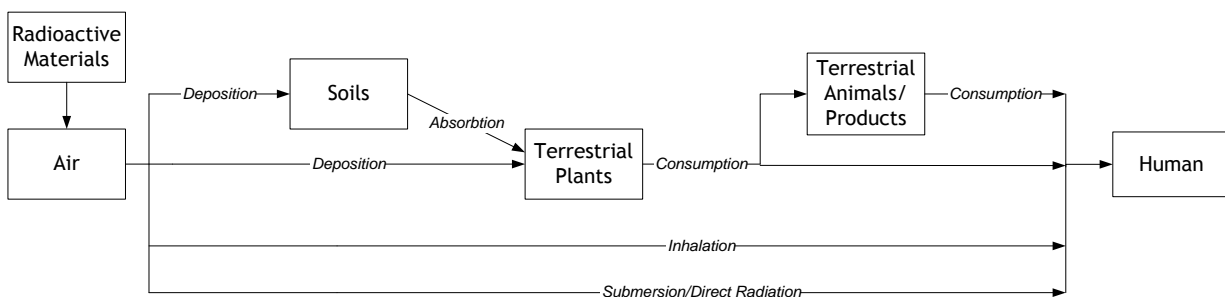 Radioactive
Materials
Air
Deposition
Soils
Absorbtion
Deposition
Terrestrial
Plants
Consumption
Terrestrial
Animals/
Products
Consumption
Human
Inhalation
Submersion/Direct Radiation